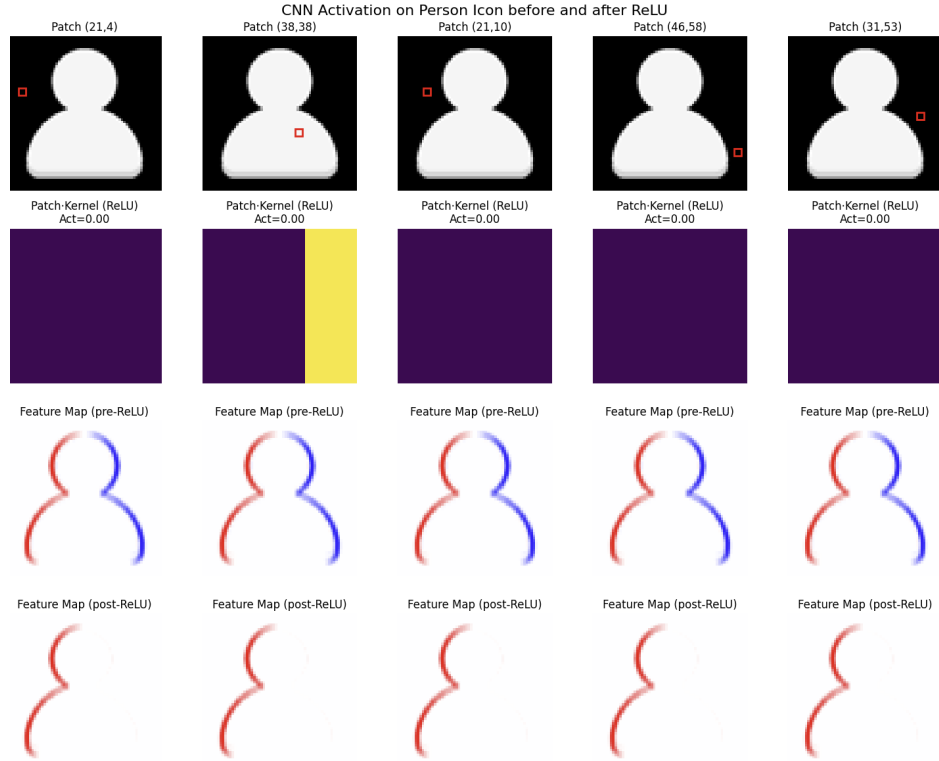 CNN Activation on Person Icon before and after ReLU
Patch (21,4)
Patch (38,38)
Patch (21,10)
Patch (46,58)
Patch (31,53)
Patch·Kernel (ReLU)
Act=0.00
Patch·Kernel (ReLU)
Act=0.00
Patch·Kernel (ReLU)
Act=0.00
Patch·Kernel (ReLU)
Act=0.00
Patch·Kernel (ReLU)
Act=0.00
Feature Map (pre-ReLU)
Feature Map (pre-ReLU)
Feature Map (pre-ReLU)
Feature Map (pre-ReLU)
Feature Map (pre-ReLU)
Feature Map (post-ReLU)
Feature Map (post-ReLU)
Feature Map (post-ReLU)
Feature Map (post-ReLU)
Feature Map (post-ReLU)